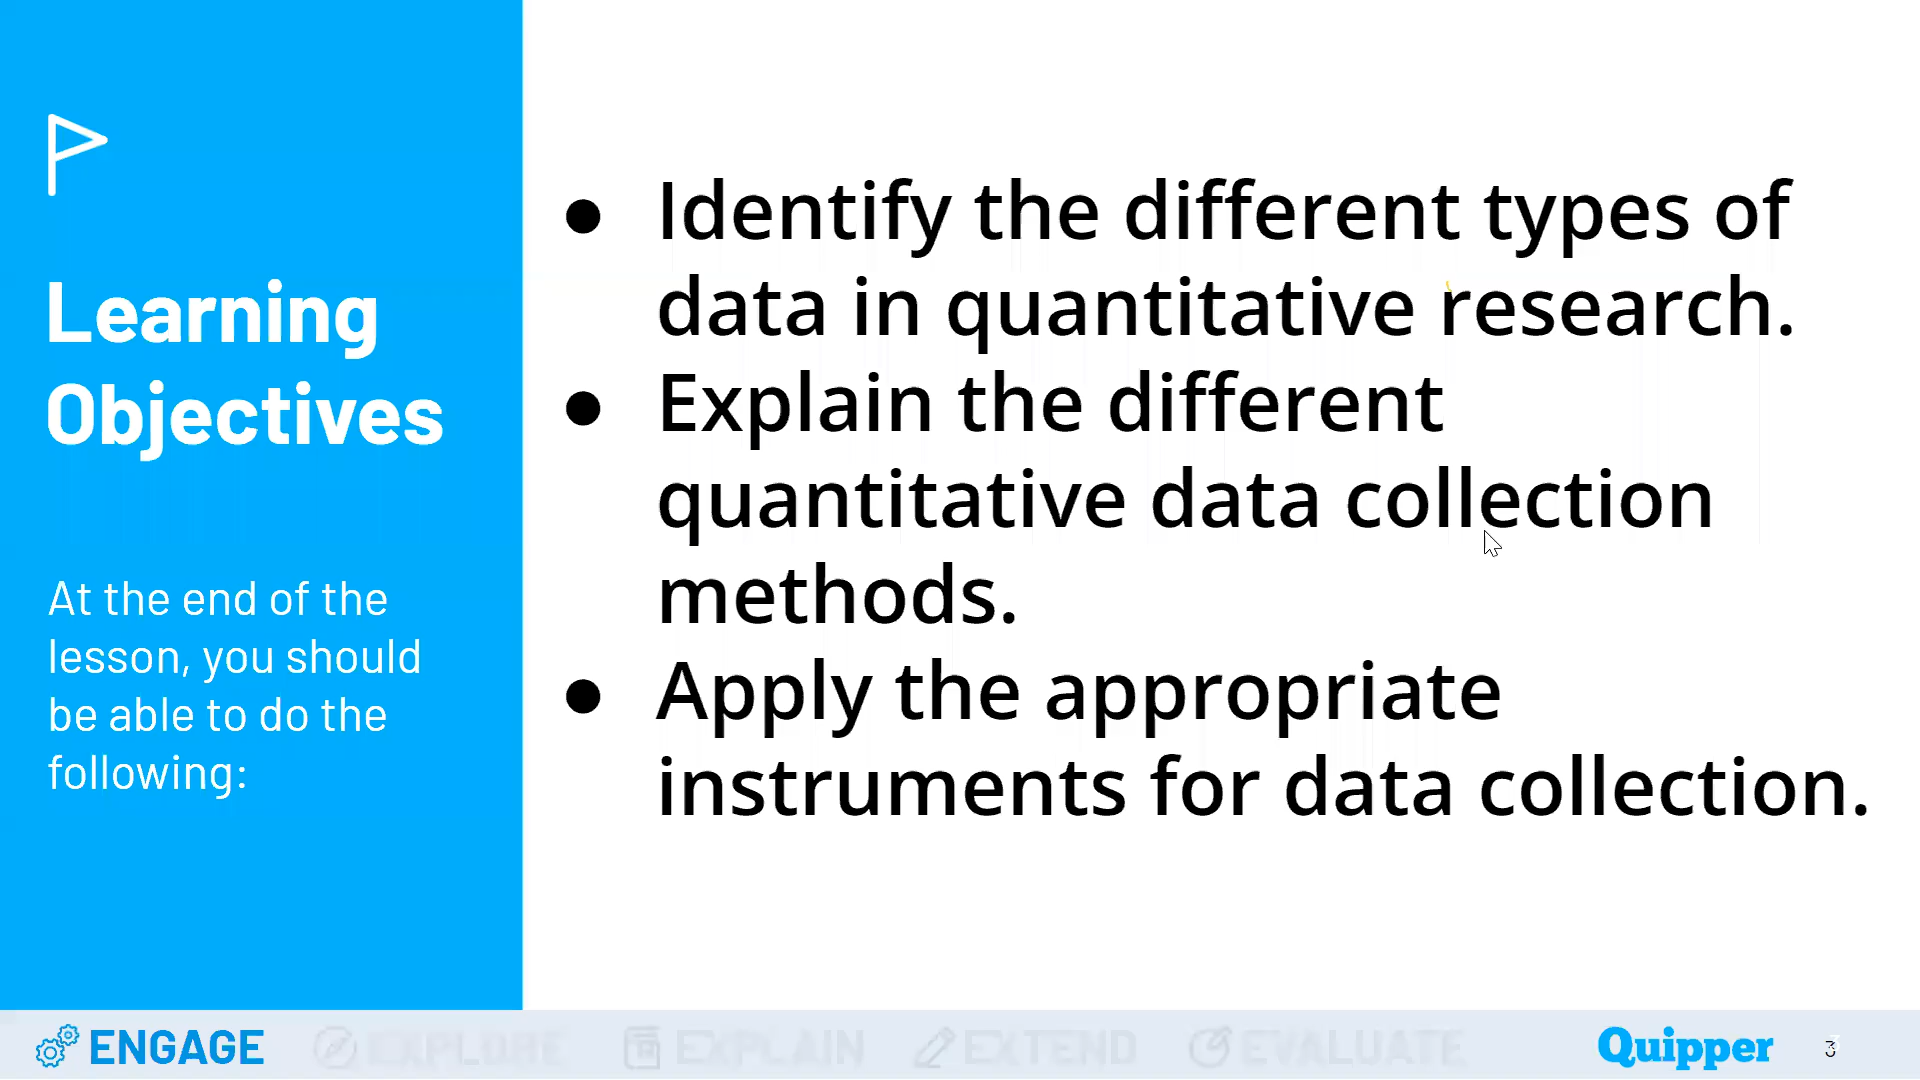 Learning
Objectives
At the end of the
lesson, you should
be able to do the
following:
● Identify the different types of
data in quantitative research.
● Explain the different
quantitative data collection
methods.
● Apply the appropriate
instruments for data collection.
ENGAGE EXPLORE EXPLAIN EXTEND EVALUATE Quipper 3